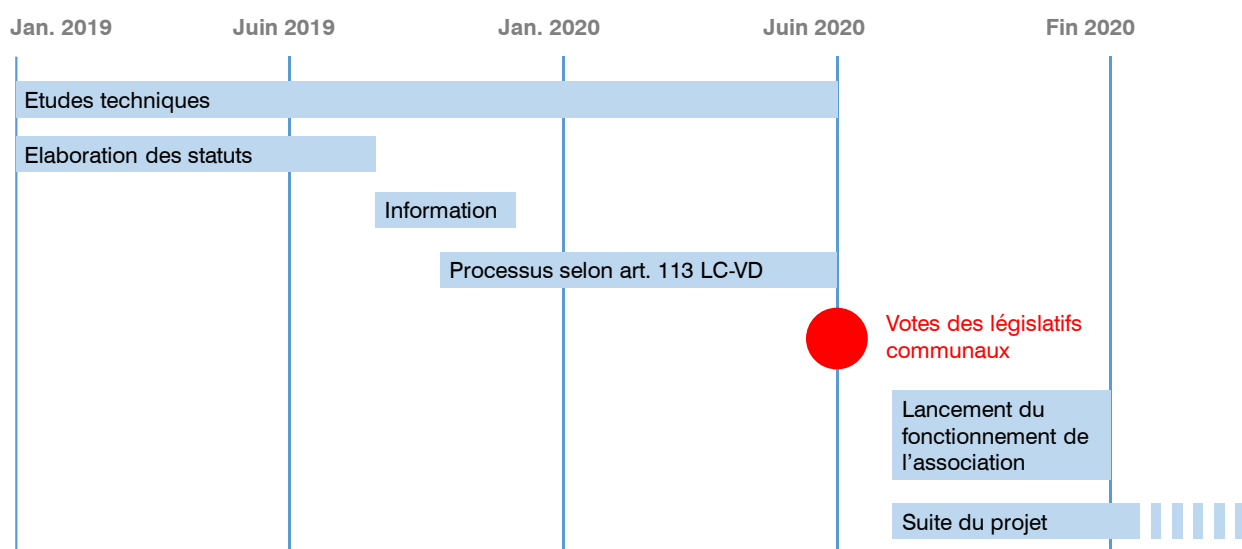 Jan. 2019
Juin 2019
Jan. 2020
Juin 2020
Fin 2020
Etudes techniques
Elaboration des statuts
Information
Processus selon art. 113 LC-VD
Votes des législatifs
communaux
Lancement du
fonctionnement de
l’association
Suite du projet